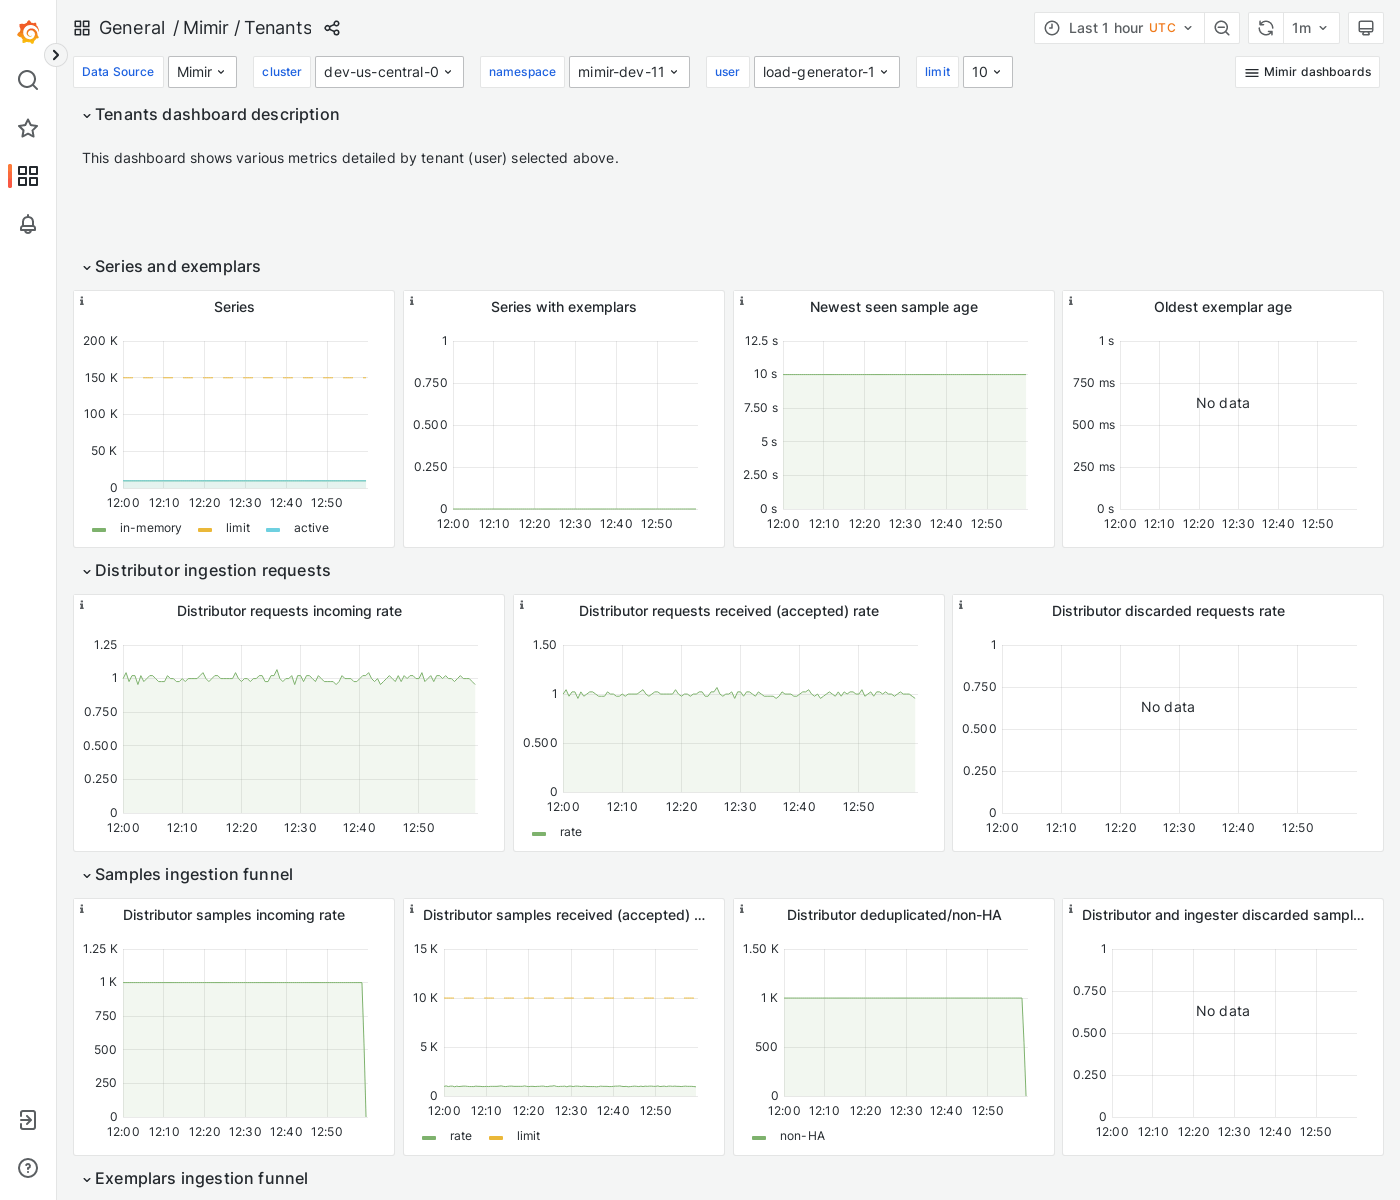 General / Mimir / Tenants
Last 1 hour UTC
1m
Data Source Mimir cluster dev-us-central-0 namespace mimir-dev-11 user load-generator-1 limit 10 Mimir dashboards
Tenants dashboard description
This dashboard shows various metrics detailed by tenant (user) selected above.
Series and exemplars
Series
200 K
150 K
100 K
50 K
0
12:00 12:10 12:20 12:30 12:40 12:50
in-memory limit active
Series with exemplars
1
0.750
0.500
0.250
0
12:00 12:10 12:20 12:30 12:40 12:50
Newest seen sample age
12.5 s
10 s
7.50 s
5 s
2.50 s
0 s
12:00 12:10 12:20 12:30 12:40 12:50
Oldest exemplar age
1 s
750 ms
No data
500 ms
250 ms
0 s
12:00 12:10 12:20 12:30 12:40 12:50
Distributor ingestion requests
Distributor requests incoming rate
1.25
1
0.750
0.500
0.250
0
12:00 12:10 12:20 12:30 12:40 12:50
Distributor requests received (accepted) rate
1.50
1
0.500
0
12:00 12:10 12:20 12:30 12:40 12:50
rate
Distributor discarded requests rate
1
0.750
No data
0.500
0.250
0
12:00 12:10 12:20 12:30 12:40 12:50
Samples ingestion funnel
Distributor samples incoming rate
1.25 K
1 K
750
500
250
0
12:00 12:10 12:20 12:30 12:40 12:50
Distributor samples received (accepted) ...
15 K
10 K
5 K
0
12:00 12:10 12:20 12:30 12:40 12:50
rate limit
Distributor deduplicated/non-HA
1.50 K
1 K
500
0
12:00 12:10 12:20 12:30 12:40 12:50
non-HA
Distributor and ingester discarded sampl...
1
0.750
No data
0.500
0.250
0
12:00 12:10 12:20 12:30 12:40 12:50
Exemplars ingestion funnel